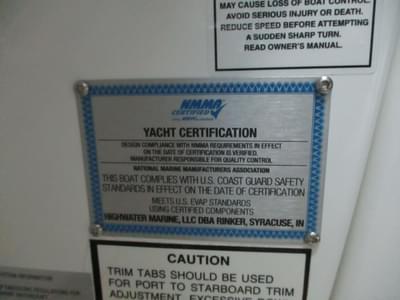 MAY CAUSE LOSS OF BOAT CONTROL.
AVOID SERIOUS INJURY OR DEATH.
REDUCE SPEED BEFORE ATTEMPTING
A SUDDEN SHARP TURN.
READ OWNER'S MANUAL.
NMMA
CERTIFIED
YACHT CERTIFICATION
DESIGN COMPLIANCE WITH NMMA REQUIREMENTS IN EFFECT
ON THE DATE OF CERTIFICATION IS VERIFIED.
MANUFACTURER RESPONSIBLE FOR QUALITY CONTROL
NATIONAL MARINE MANUFACTURERS ASSOCIATION
THIS BOAT COMPLIES WITH U.S. COAST GUARD SAFETY
STANDARDS IN EFFECT ON THE DATE OF CERTIFICATION
MEETS U.S. EVAP STANDARDS
USING CERTIFIED COMPONENTS
HIGHWATER MARINE, LLC DBA RINKER, SYRACUSE, IN
CAUTION
TRIM TABS SHOULD BE USED
FOR PORT TO STARBOARD TRIM
ADJUSTMENT. EXCESSIVE
INFORMATION